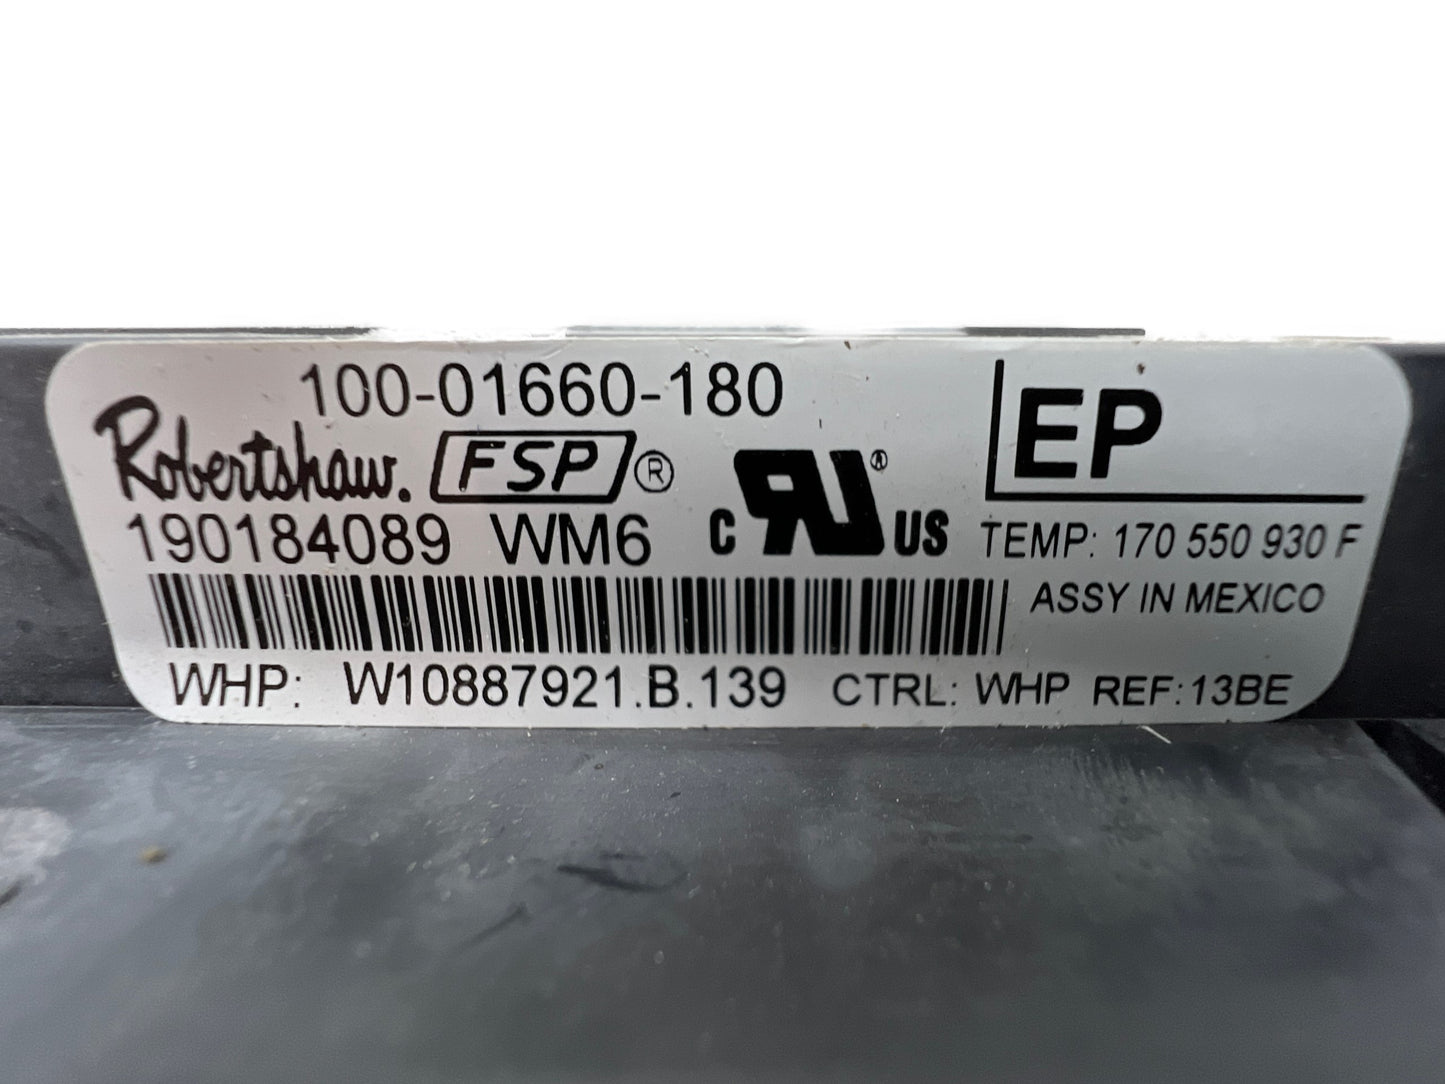 100-01660-180
Robertshaw. FSP®
190184089 WM6
c RU ® US
EP
TEMP: 170 550 930 F
ASSY IN MEXICO
WHP: W10887921.B.139 CTRL: WHP REF:13BE